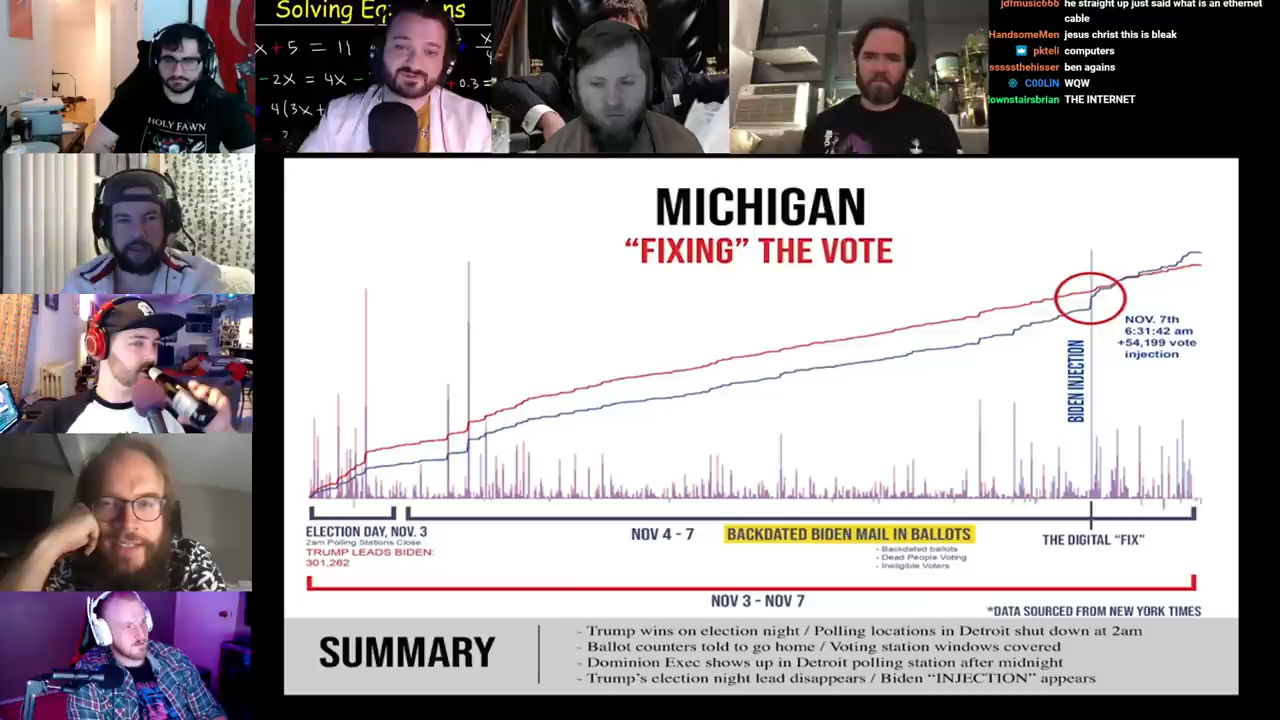 Solving Equations
x + 5 = 11
- 2X = 4X -
4(3x+
+ 0.3 =
HOLY FAWN
jdfmusic666 he straight up just said what is an ethernet
cable
HandsomeMen jesus christ this is bleak
pkteli computers
sssssthehisser ben agains
C00LIN WQW
lownstairsbrian THE INTERNET
MICHIGAN
“FIXING” THE VOTE
NOV. 7th
6:31:42 am
+54,199 vote
injection
BIDEN INJECTION
ELECTION DAY, NOV. 3
2am Polling Stations Close
TRUMP LEADS BIDEN:
301,262
NOV 4 - 7 BACKDATED BIDEN MAIL IN BALLOTS
- Backdated ballots
- Dead People Voting
- Ineligible Voters
THE DIGITAL “FIX”
NOV 3 - NOV 7
*DATA SOURCED FROM NEW YORK TIMES
SUMMARY
- Trump wins on election night / Polling locations in Detroit shut down at 2am
- Ballot counters told to go home / Voting station windows covered
- Dominion Exec shows up in Detroit polling station after midnight
- Trump’s election night lead disappears / Biden “INJECTION” appears